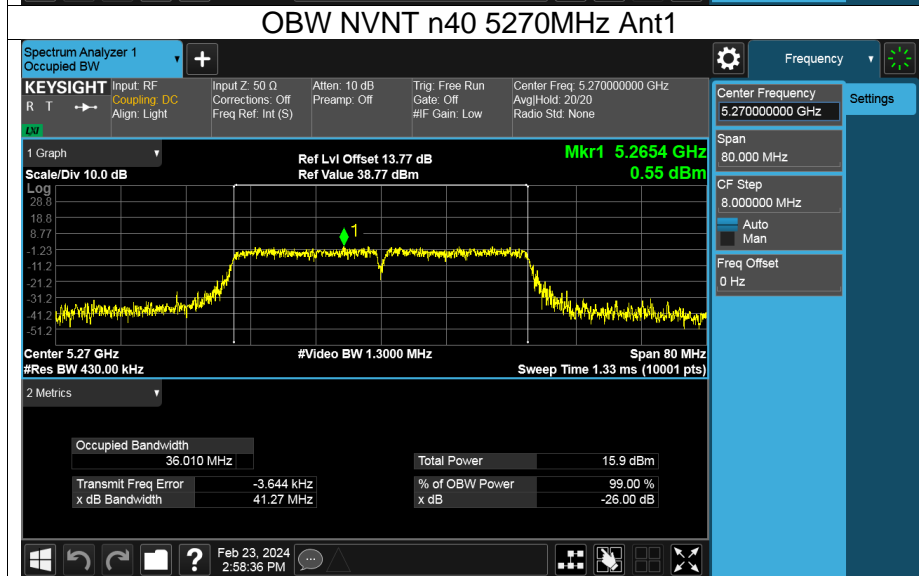 OBW NVNT n40 5270MHz Ant1
Spectrum Analyzer 1
Occupied BW
+
Frequency
KEYSIGHT
R T
LXI
Input: RF
Coupling: DC
Align: Light
Input Z: 50 Ω
Corrections: Off
Freq Ref: Int (S)
Atten: 10 dB
Preamp: Off
Trig: Free Run
Gate: Off
#IF Gain: Low
Center Freq: 5.270000000 GHz
Avg|Hold: 20/20
Radio Std: None
Center Frequency
5.270000000 GHz
Settings
Span
80.000 MHz
CF Step
8.000000 MHz
Auto
Man
Freq Offset
0 Hz
1 Graph
Scale/Div 10.0 dB
Ref Lvl Offset 13.77 dB
Ref Value 38.77 dBm
Mkr1 5.2654 GHz
0.55 dBm
Log
28.8
18.8
8.77
-1.23
-11.2
-21.2
-31.2
-41.2
-51.2
1
Center 5.27 GHz
#Video BW 1.3000 MHz
Span 80 MHz
#Res BW 430.00 kHz
Sweep Time 1.33 ms (10001 pts)
2 Metrics
Occupied Bandwidth
36.010 MHz
Total Power 15.9 dBm
Transmit Freq Error -3.644 kHz
% of OBW Power 99.00 %
x dB Bandwidth 41.27 MHz
x dB -26.00 dB
?
Feb 23, 2024
2:58:36 PM